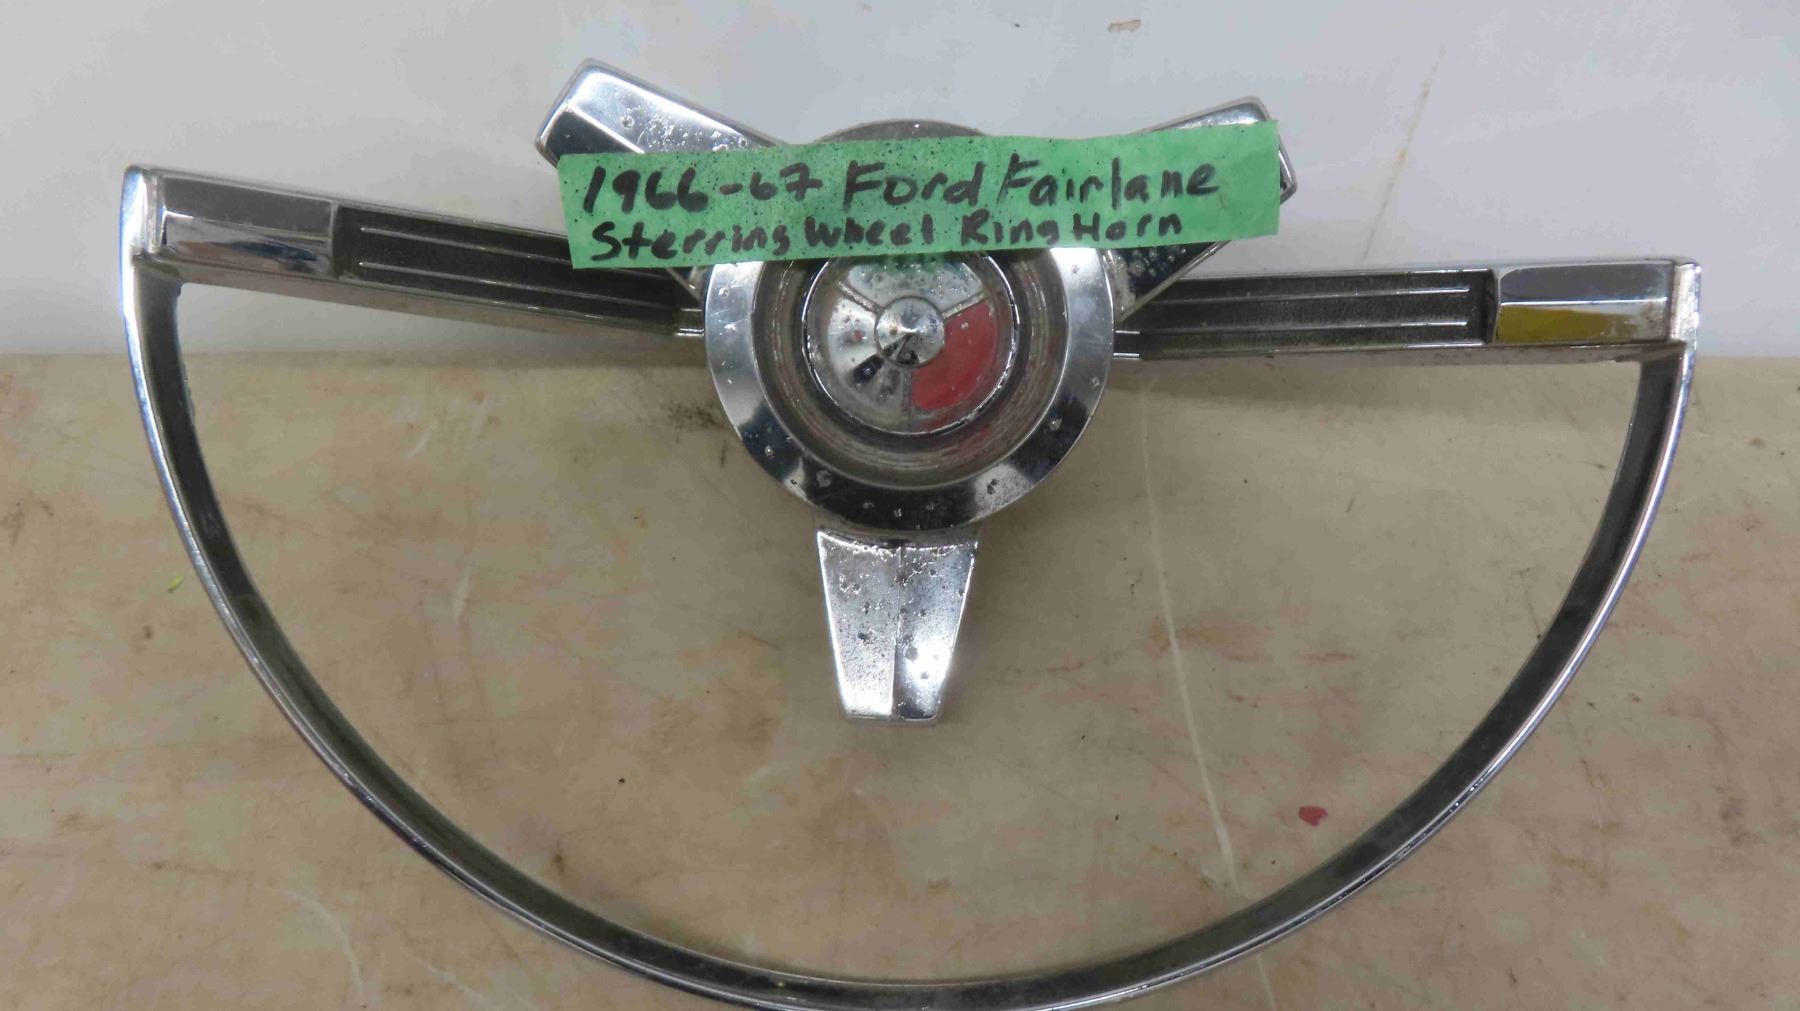 1966-67 Ford Fairlane
Sterring Wheel Ring Horn